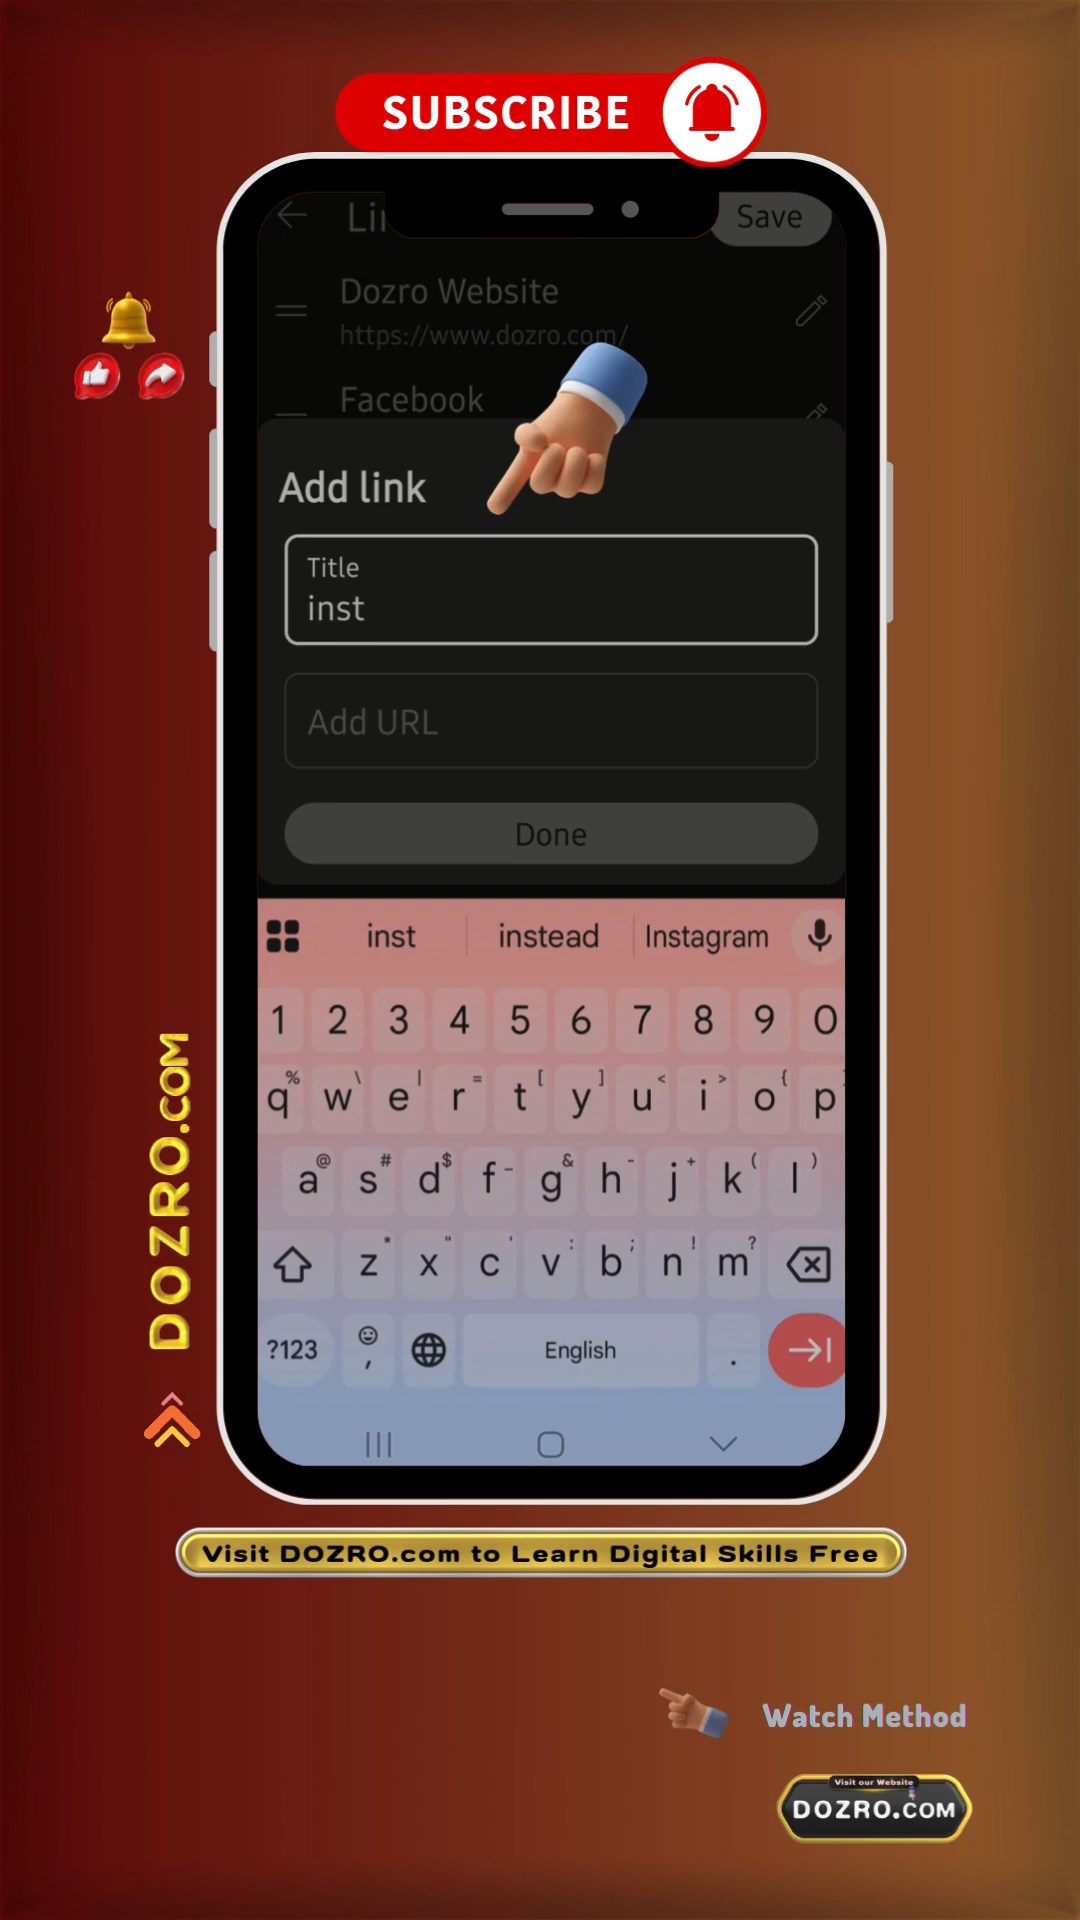 SUBSCRIBE
Save
Dozro Website
https://www.dozro.com/
Facebook
Add link
Title
inst
Add URL
Done
inst instead Instagram
1 2 3 4 5 6 7 8 9 0
q% w\ e| r= t[ y] u< i> o{ p
a@ s# d$ f_ g& h- j+ k( l)
z* x" c' v: b; n! m?
?123 , English .
DOZRO.COM
Visit DOZRO.com to Learn Digital Skills Free
Watch Method
Visit our Website
DOZRO.COM